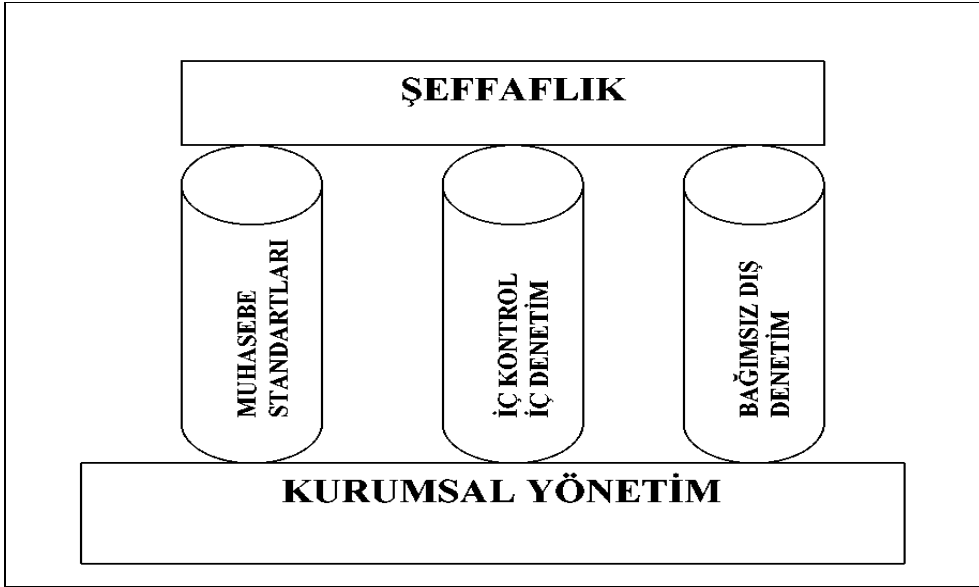 ŞEFFAFLIK
MUHASEBE
STANDARTLARI
İÇ KONTROL
İÇ DENETİM
BAĞIMSIZ DIŞ
DENETİM
KURUMSAL YÖNETİM